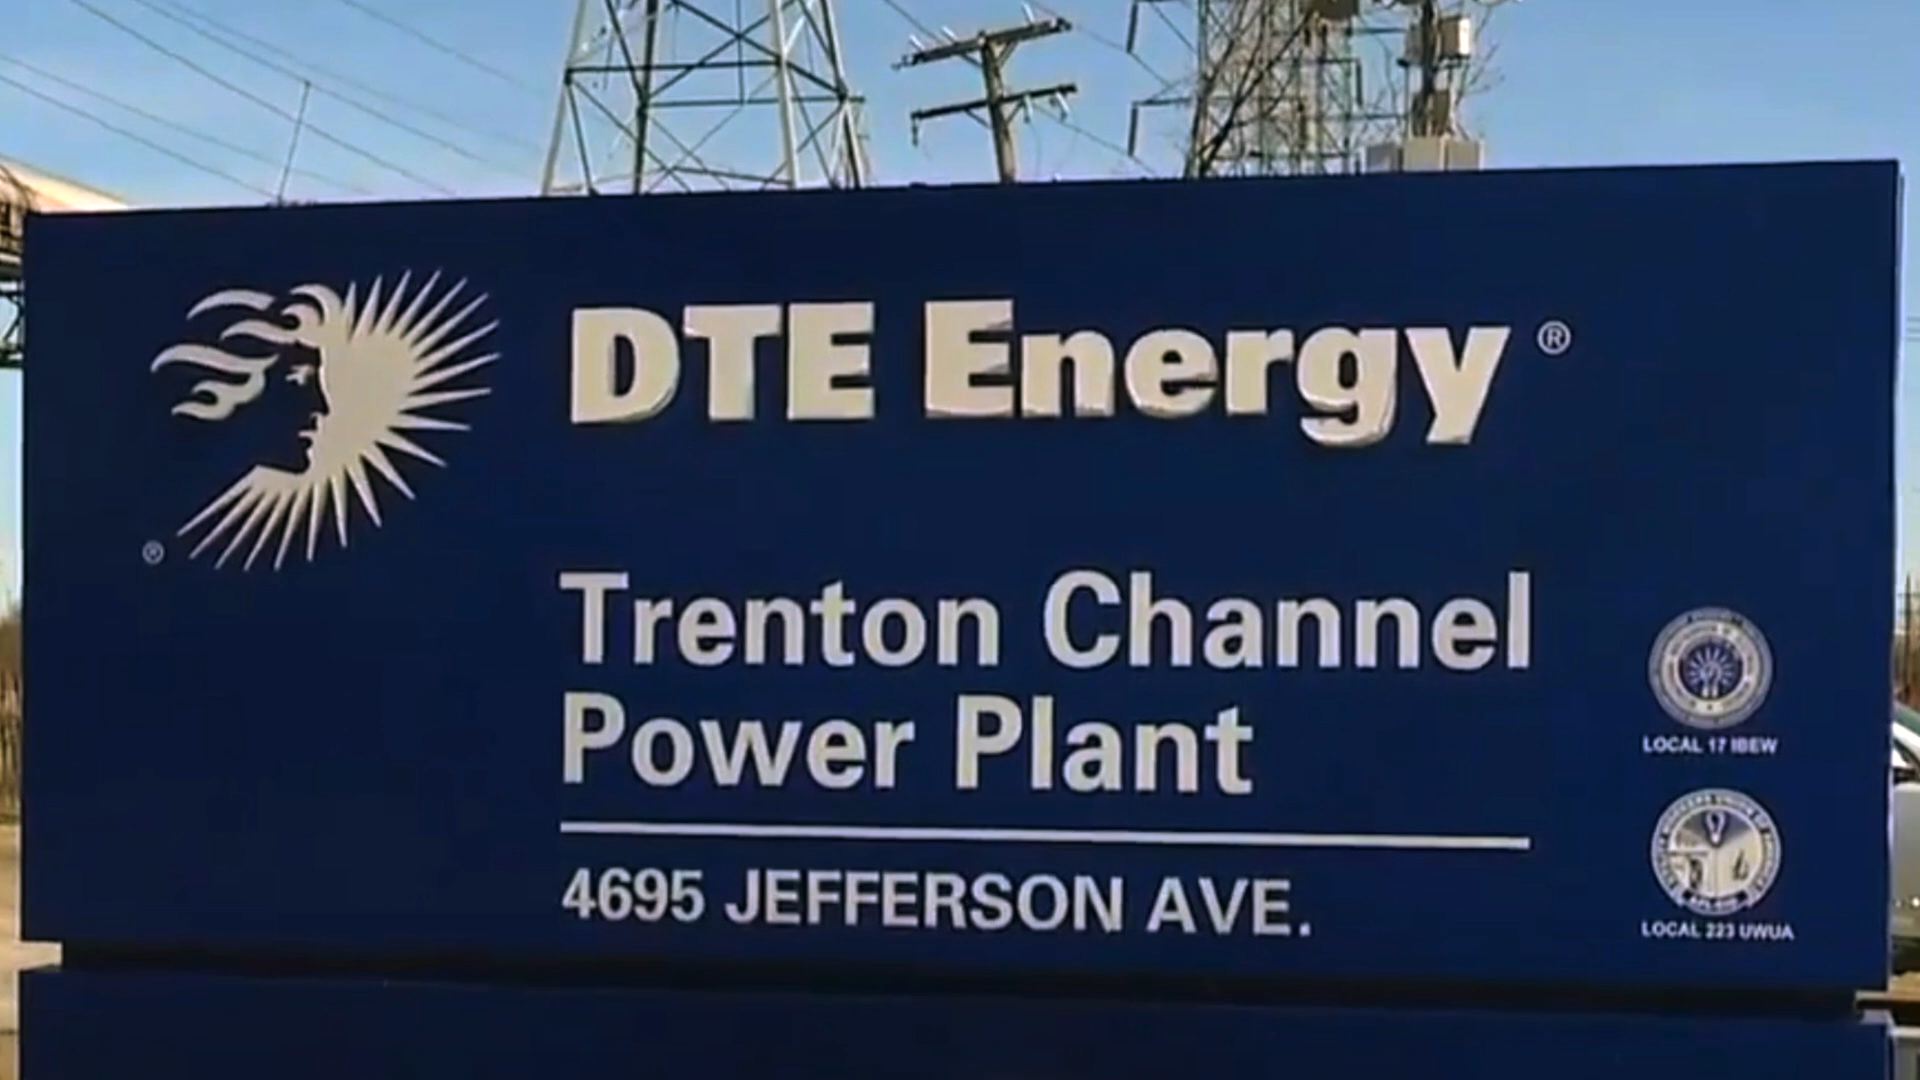 DTE Energy®
®
Trenton Channel
Power Plant
4695 JEFFERSON AVE.
LOCAL 17 IBEW
LOCAL 223 UWUA